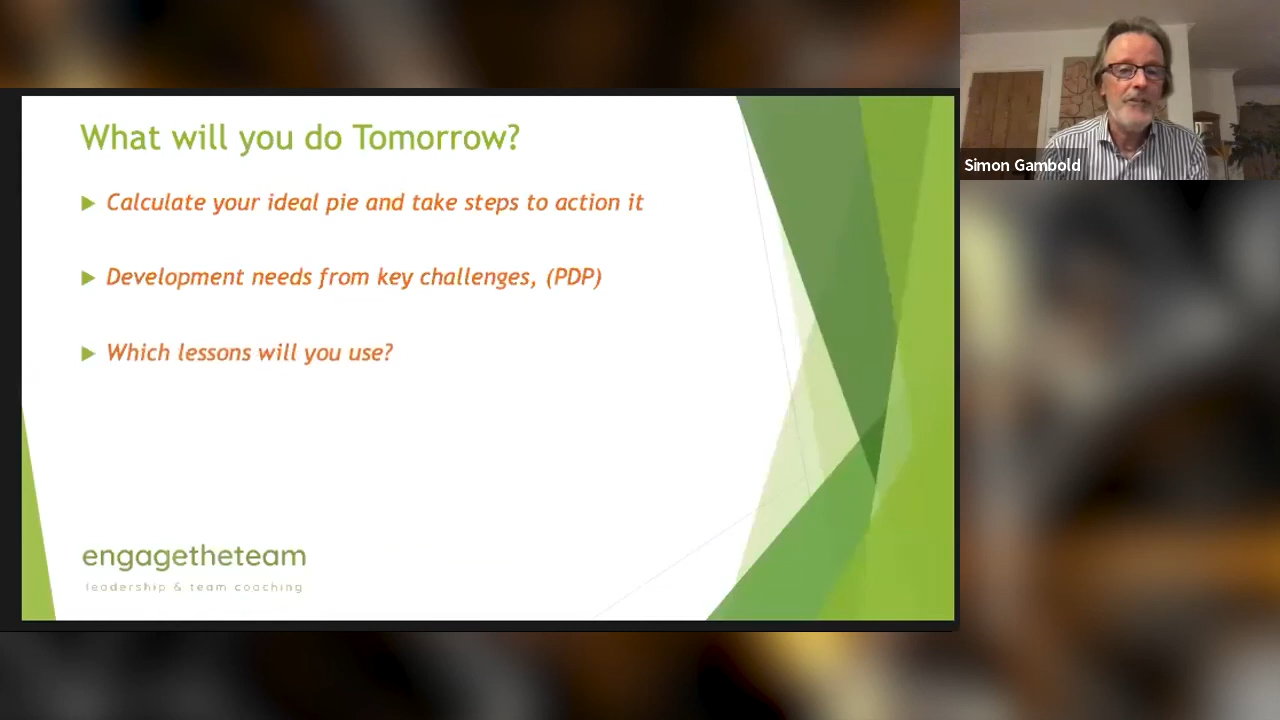 What will you do Tomorrow?
Calculate your ideal pie and take steps to action it
Development needs from key challenges, (PDP)
Which lessons will you use?
engagetheteam
leadership & team coaching
Simon Gambold